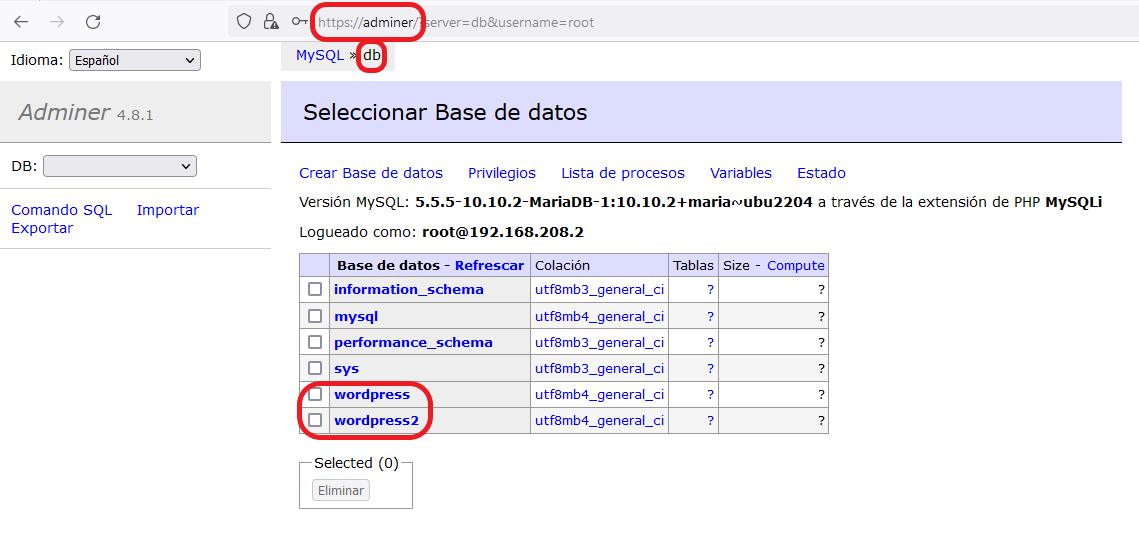 https://adminer/?server=db&username=root
Idioma: Español
MySQL » db
Adminer 4.8.1
Seleccionar Base de datos
DB:
Crear Base de datos Privilegios Lista de procesos Variables Estado
Comando SQL Importar
Exportar
Versión MySQL: 5.5.5-10.10.2-MariaDB-1:10.10.2+maria~ubu2204 a través de la extensión de PHP MySQLi
Logueado como: root@192.168.208.2
Base de datos - Refrescar Colación Tablas Size - Compute
information_schema utf8mb3_general_ci ? ?
mysql utf8mb4_general_ci ? ?
performance_schema utf8mb3_general_ci ? ?
sys utf8mb3_general_ci ? ?
wordpress utf8mb4_general_ci ? ?
wordpress2 utf8mb4_general_ci ? ?
Selected (0)
Eliminar